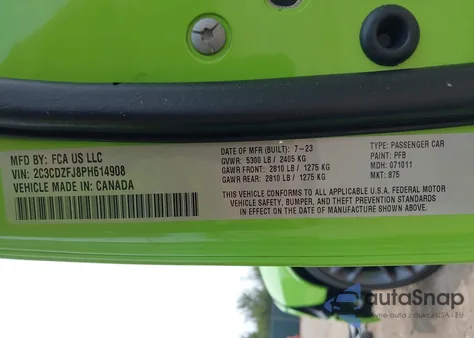 MFD BY: FCA US LLC
VIN: 2C3CDZFJ8PH614908
VEHICLE MADE IN: CANADA
DATE OF MFR (BUILT): 7-23
GVWR: 5300 LB / 2405 KG
GAWR FRONT: 2810 LB / 1275 KG
GAWR REAR: 2810 LB / 1275 KG
TYPE: PASSENGER CAR
PAINT: PFB
MDH: 071011
MKT: 875
THIS VEHICLE CONFORMS TO ALL APPLICABLE U.S.A. FEDERAL MOTOR
VEHICLE SAFETY, BUMPER, AND THEFT PREVENTION STANDARDS
IN EFFECT ON THE DATE OF MANUFACTURE SHOWN ABOVE.
autoSnap